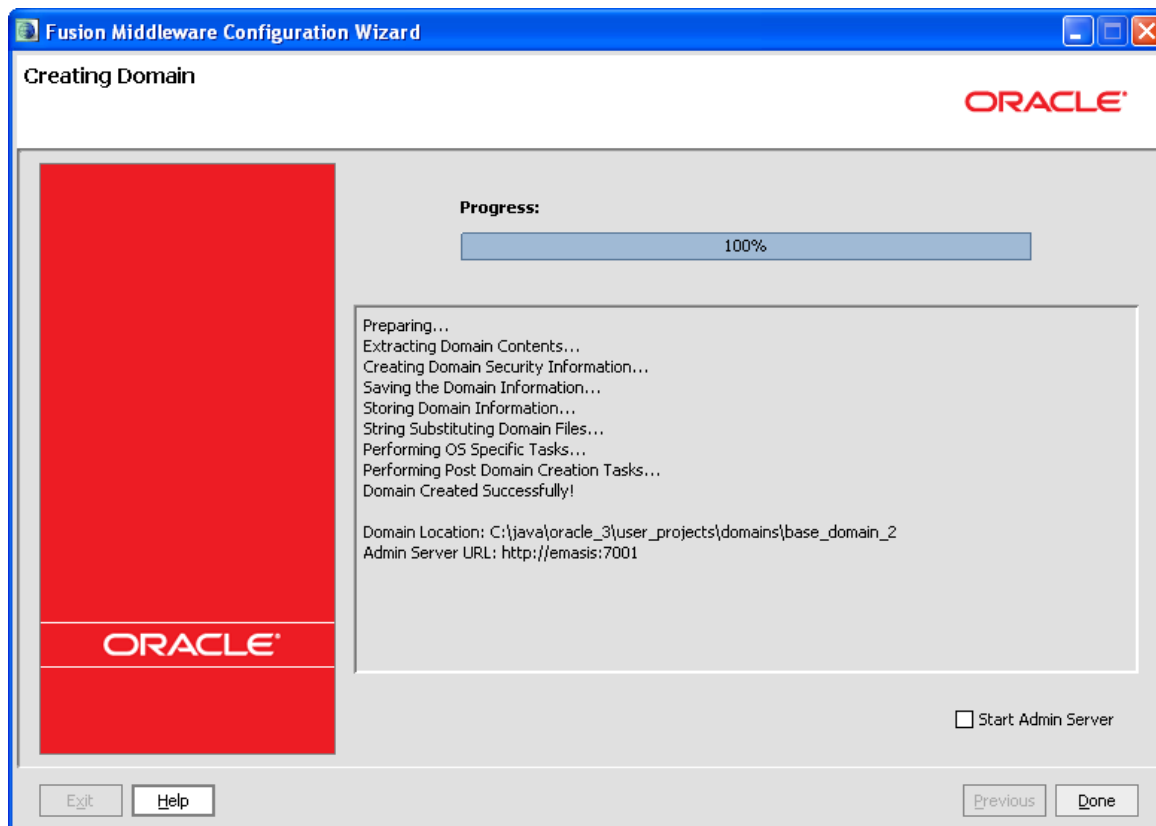 Fusion Middleware Configuration Wizard
Creating Domain
ORACLE®
Progress:
100%
Preparing...
Extracting Domain Contents...
Creating Domain Security Information...
Saving the Domain Information...
Storing Domain Information...
String Substituting Domain Files...
Performing OS Specific Tasks...
Performing Post Domain Creation Tasks...
Domain Created Successfully!
Domain Location: C:\java\oracle_3\user_projects\domains\base_domain_2
Admin Server URL: http://emasis:7001
ORACLE®
Start Admin Server
Exit Help Previous Done